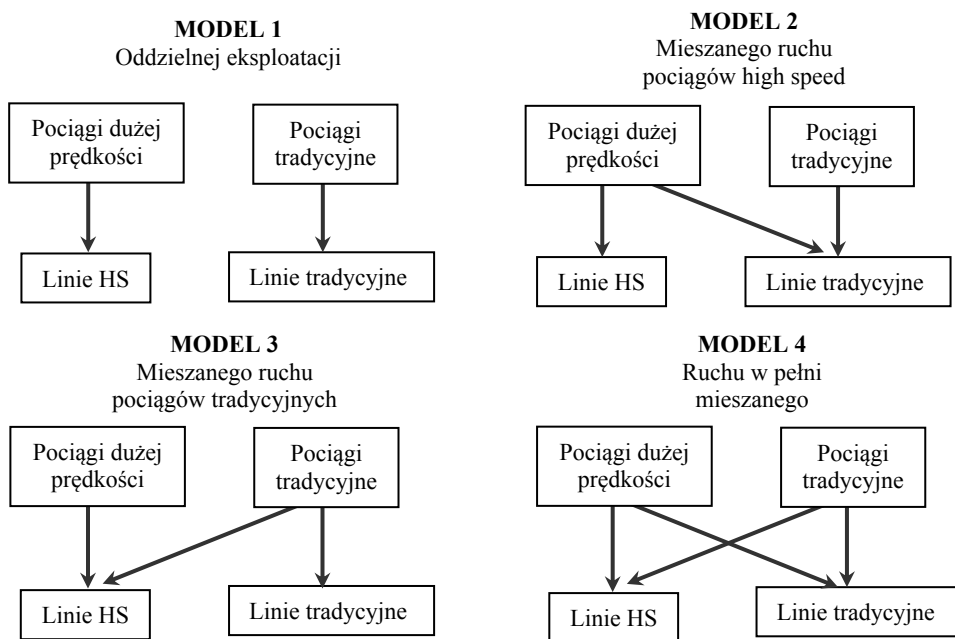 MODEL 1
Oddzielnej eksploatacji
Pociągi dużej
prędkości
Pociągi
tradycyjne
Linie HS
Linie tradycyjne
MODEL 2
Mieszanego ruchu
pociągów high speed
Pociągi dużej
prędkości
Pociągi
tradycyjne
Linie HS
Linie tradycyjne
MODEL 3
Mieszanego ruchu
pociągów tradycyjnych
Pociągi dużej
prędkości
Pociągi
tradycyjne
Linie HS
Linie tradycyjne
MODEL 4
Ruchu w pełni
mieszanego
Pociągi dużej
prędkości
Pociągi
tradycyjne
Linie HS
Linie tradycyjne